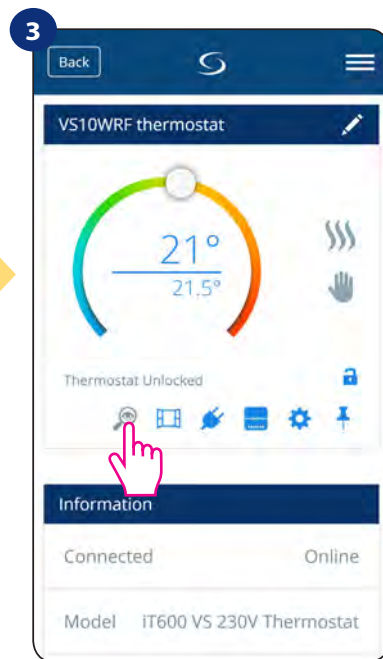 3
Back
VS10WRF thermostat
21°
21.5°
Thermostat Unlocked
Information
Connected Online
Model iT600 VS 230V Thermostat